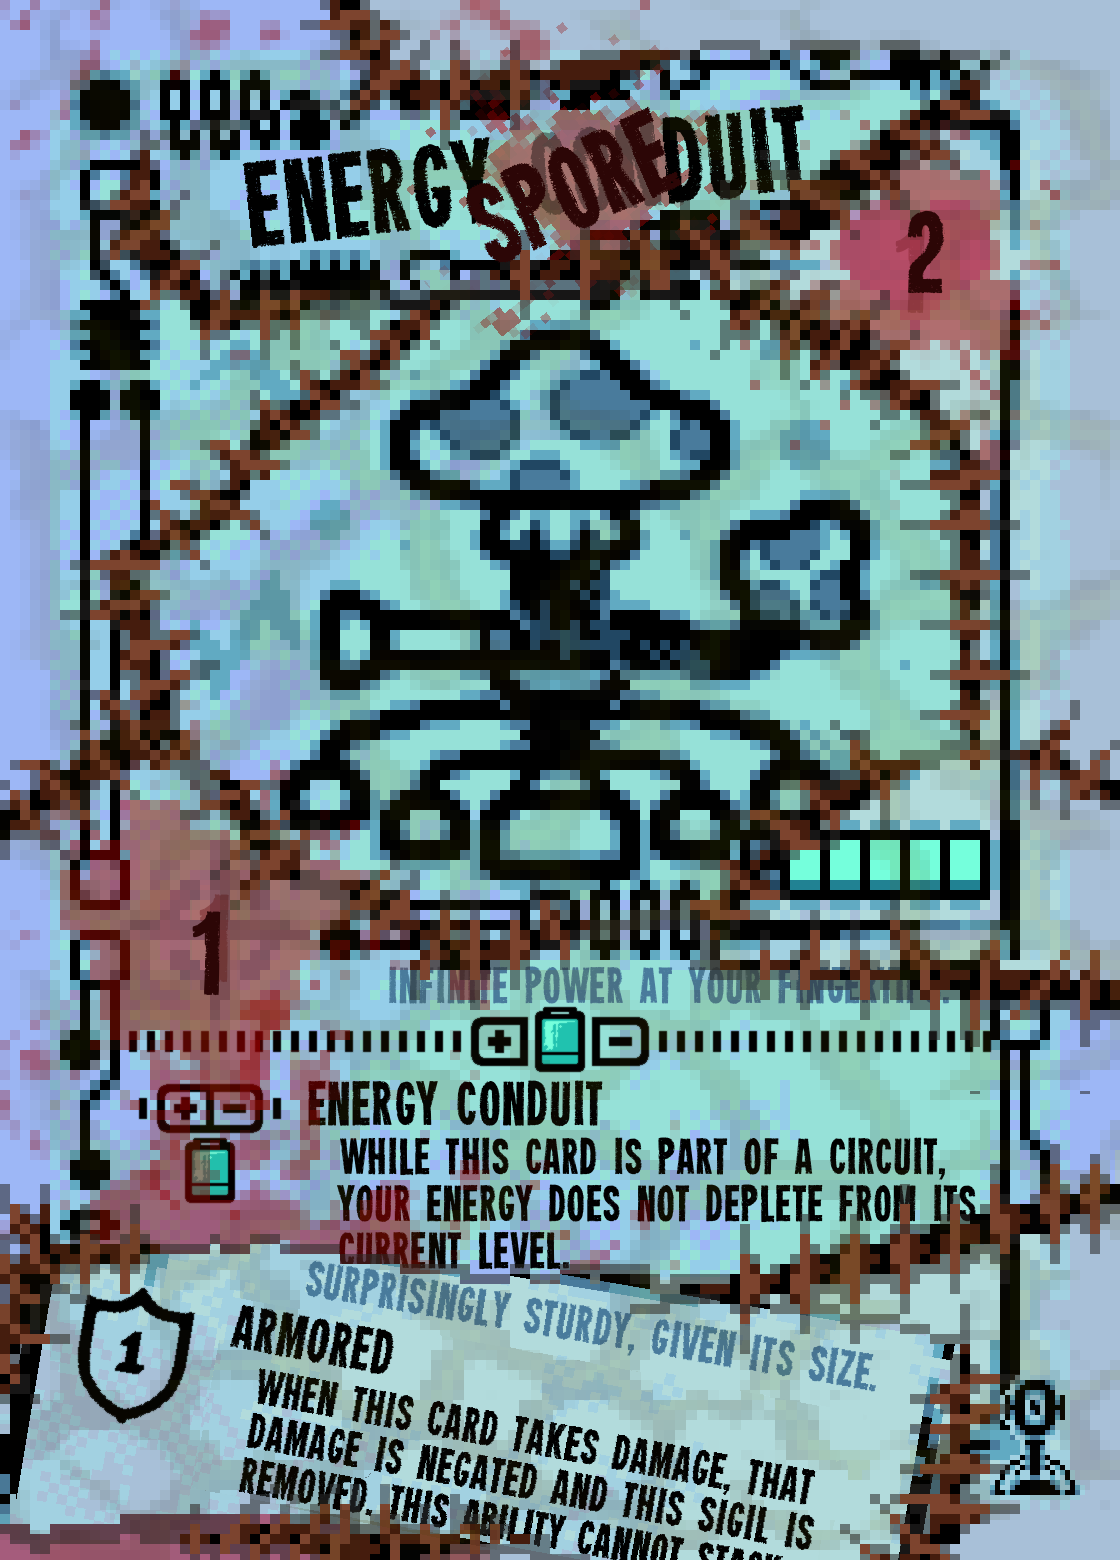 ENERGY SPOREDUIT
2
1
INFINITE POWER AT YOUR FINGERTIPS.
ENERGY CONDUIT
WHILE THIS CARD IS PART OF A CIRCUIT,
YOUR ENERGY DOES NOT DEPLETE FROM ITS
CURRENT LEVEL.
SURPRISINGLY STURDY, GIVEN ITS SIZE.
1
ARMORED
WHEN THIS CARD TAKES DAMAGE, THAT
DAMAGE IS NEGATED AND THIS SIGIL IS
REMOVED. THIS ABILITY CANNOT STACK.